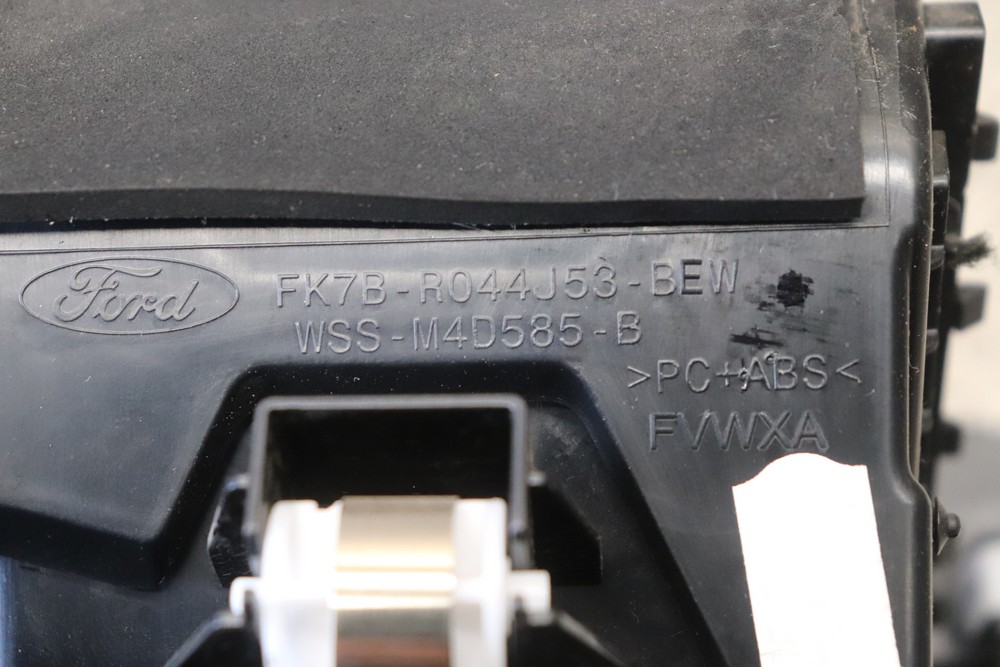 Ford
FK7B-R044J53-BEW
WSS-M4D585-B
>PC+ABS<
FVWXA